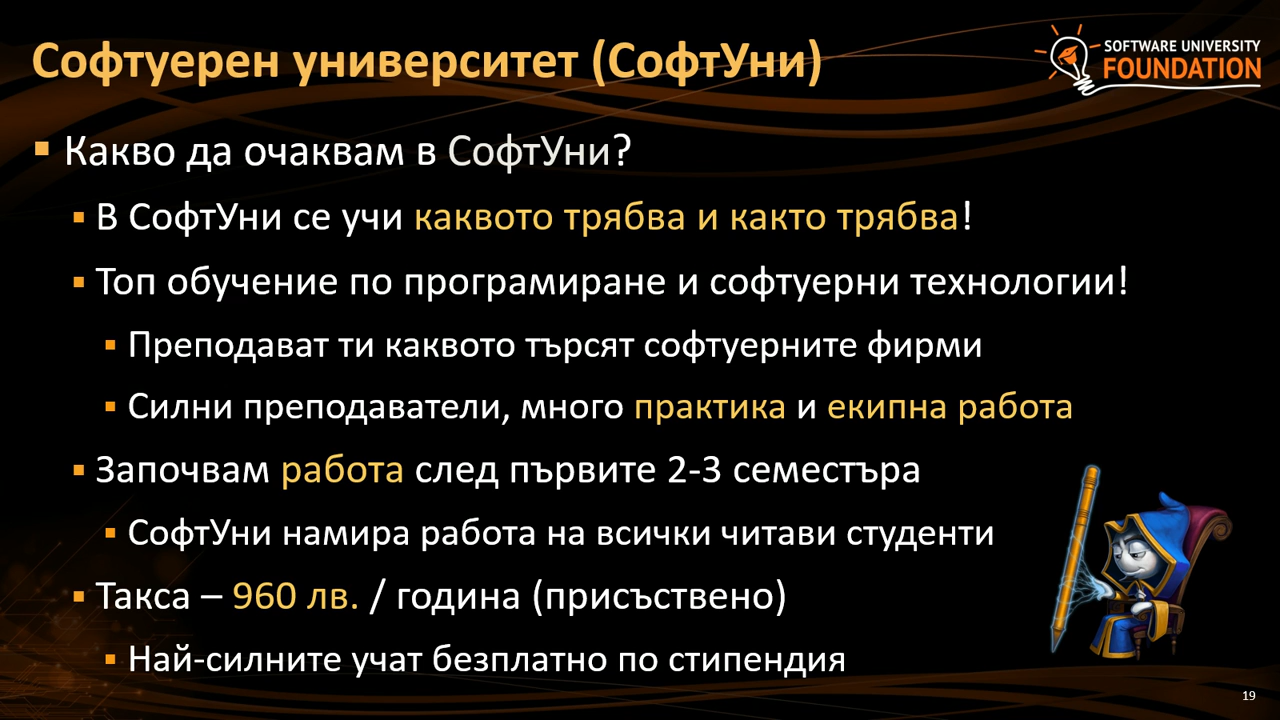 Софтуерен университет (СофтУни)
SOFTWARE UNIVERSITY
FOUNDATION
Какво да очаквам в СофтУни?
В СофтУни се учи каквото трябва и както трябва!
Топ обучение по програмиране и софтуерни технологии!
Преподават ти каквото търсят софтуерните фирми
Силни преподаватели, много практика и екипна работа
Започвам работа след първите 2-3 семестъра
СофтУни намира работа на всички читави студенти
Такса – 960 лв. / година (присъствено)
Най-силните учат безплатно по стипендия
19